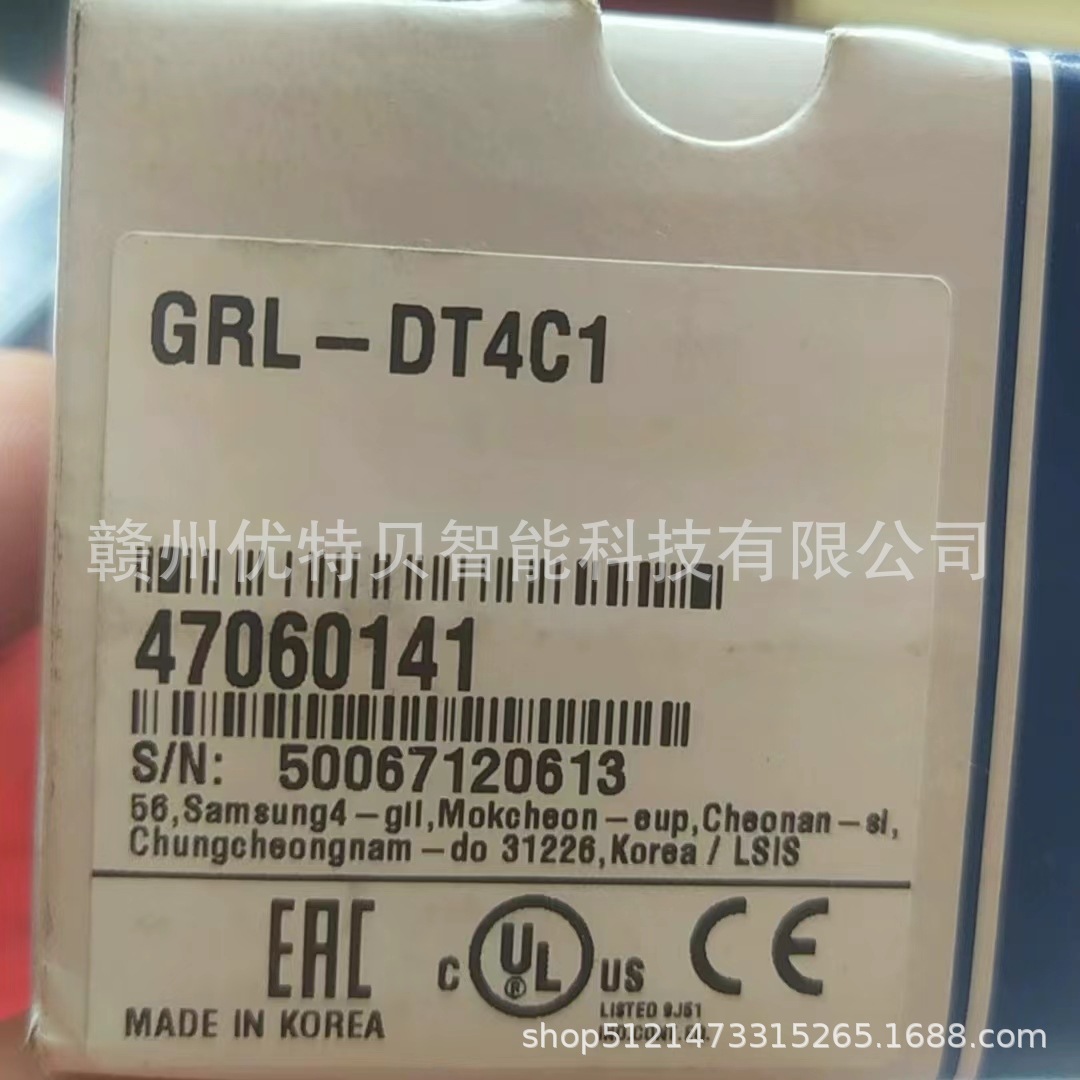 GRL-DT4C1
赣州优特贝智能科技有限公司
47060141
S/N: 50067120613
56,Samsung4-gil,Mokcheon-eup,Cheonan-si,
Chungcheongnam-do 31226,Korea / LSIS
EAC C UL ® US CE
LISTED 9J51
MADE IN KOREA
shop5121473315265.1688.com